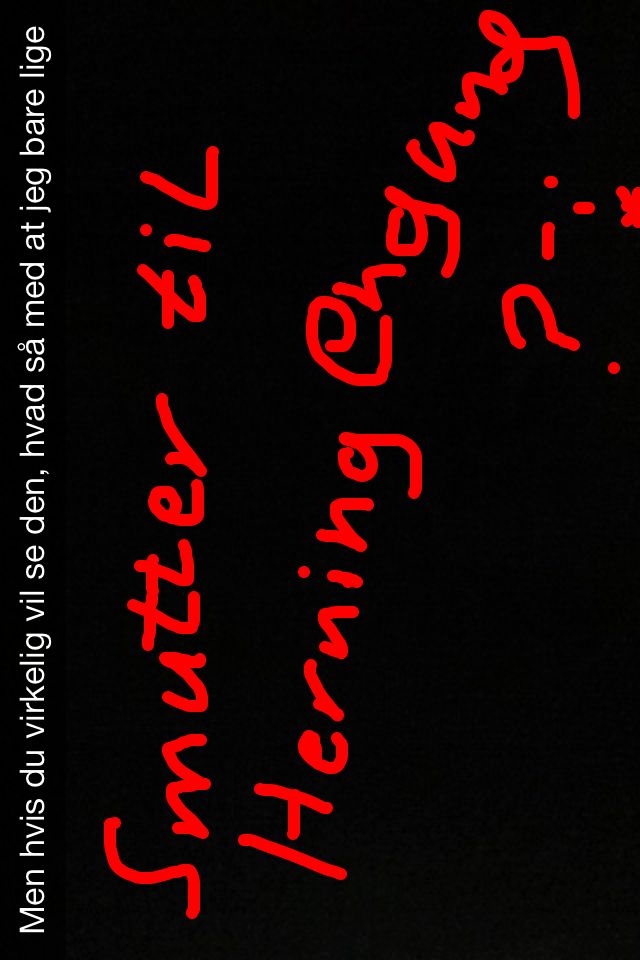 Men hvis du virkelig vil se den, hvad så med at jeg bare lige
Smutter til
Herning Engang
? :-*